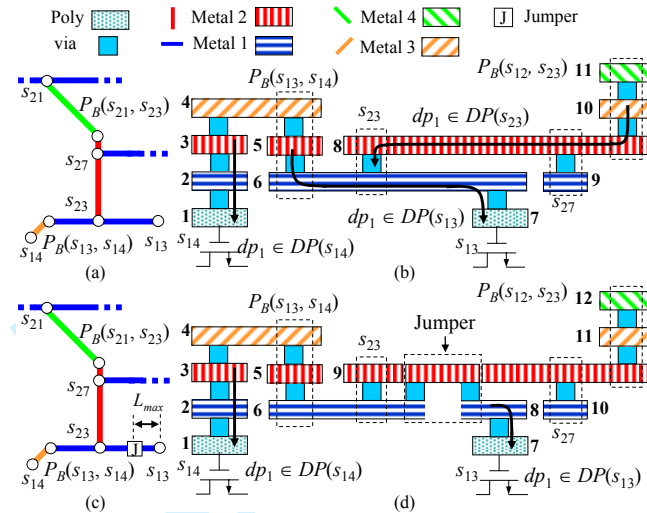 Poly Metal 2 Metal 4 J Jumper
via Metal 1 Metal 3
s21 PB(s21, s23) s27 s23 PB(s13, s14) s14 s13
(a)
PB(s13, s14) PB(s12, s23) 11
4 10
s23 dp1 ∈ DP(s23)
3 5 8
2 6 9
dp1 ∈ DP(s13) s27
1 7
s14 dp1 ∈ DP(s14) s13
(b)
s21 PB(s21, s23) s27 Lmax s23 J PB(s13, s14) s14 s13
(c)
PB(s13, s14) Jumper PB(s12, s23) 12
4 11
s23
3 5 9
2 6 8 10
s27
1 7
s14 dp1 ∈ DP(s14) s13 dp1 ∈ DP(s13)
(d)